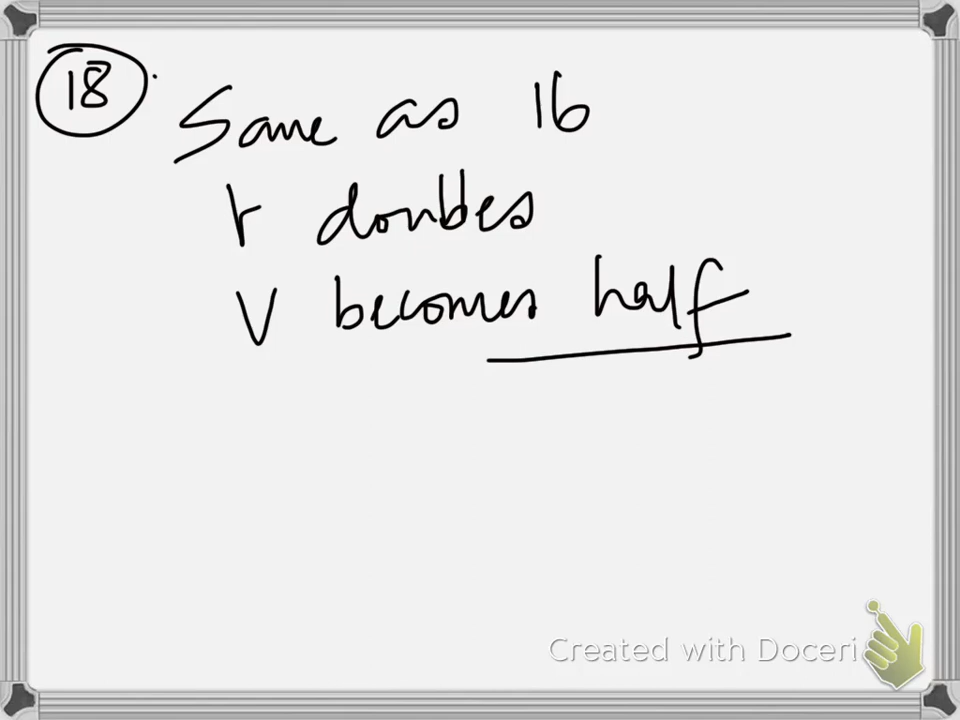 18
Same as 16
r doubles
V becomes half
Created with Doceri